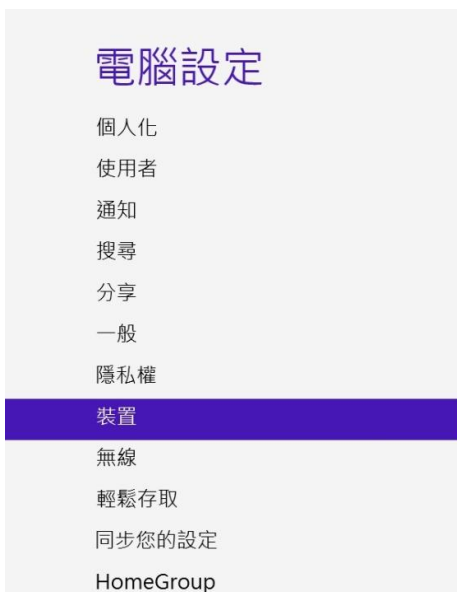 電腦設定
個人化
使用者
通知
搜尋
分享
一般
隱私權
裝置
無線
輕鬆存取
同步您的設定
HomeGroup